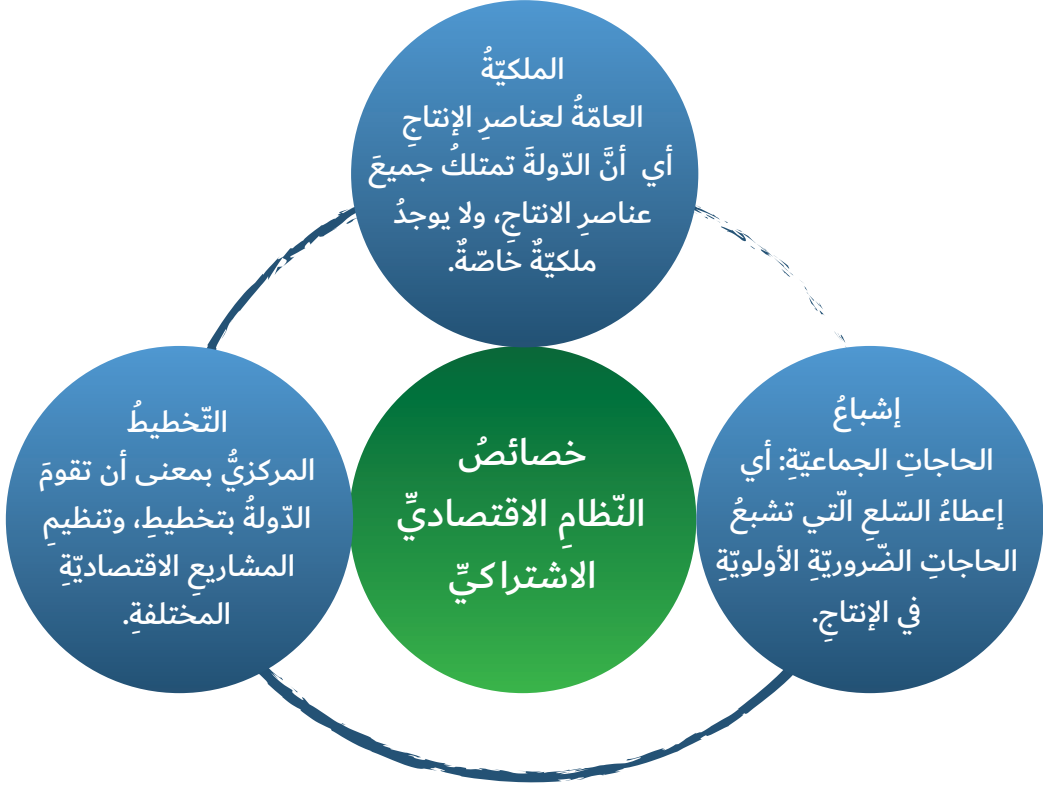 الملكيّةُ
العامّةُ لعناصرِ الإنتاجِ
أي أنَّ الدّولةَ تمتلكُ جميعَ
عناصرِ الانتاجِ، ولا يوجدُ
ملكيّةٌ خاصّةٌ.
خصائصُ
النّظامِ الاقتصاديِّ
الاشتراكيِّ
إشباعُ
الحاجاتِ الجماعيّةِ: أي
إعطاءُ السّلعِ الّتي تشبعُ
الحاجاتِ الضّروريّةِ الأولويّةِ
في الإنتاجِ.
التّخطيطُ
المركزيُّ بمعنى أن تقومَ
الدّولةُ بتخطيطِ، وتنظيمِ
المشاريعِ الاقتصاديّةِ
المختلفةِ.